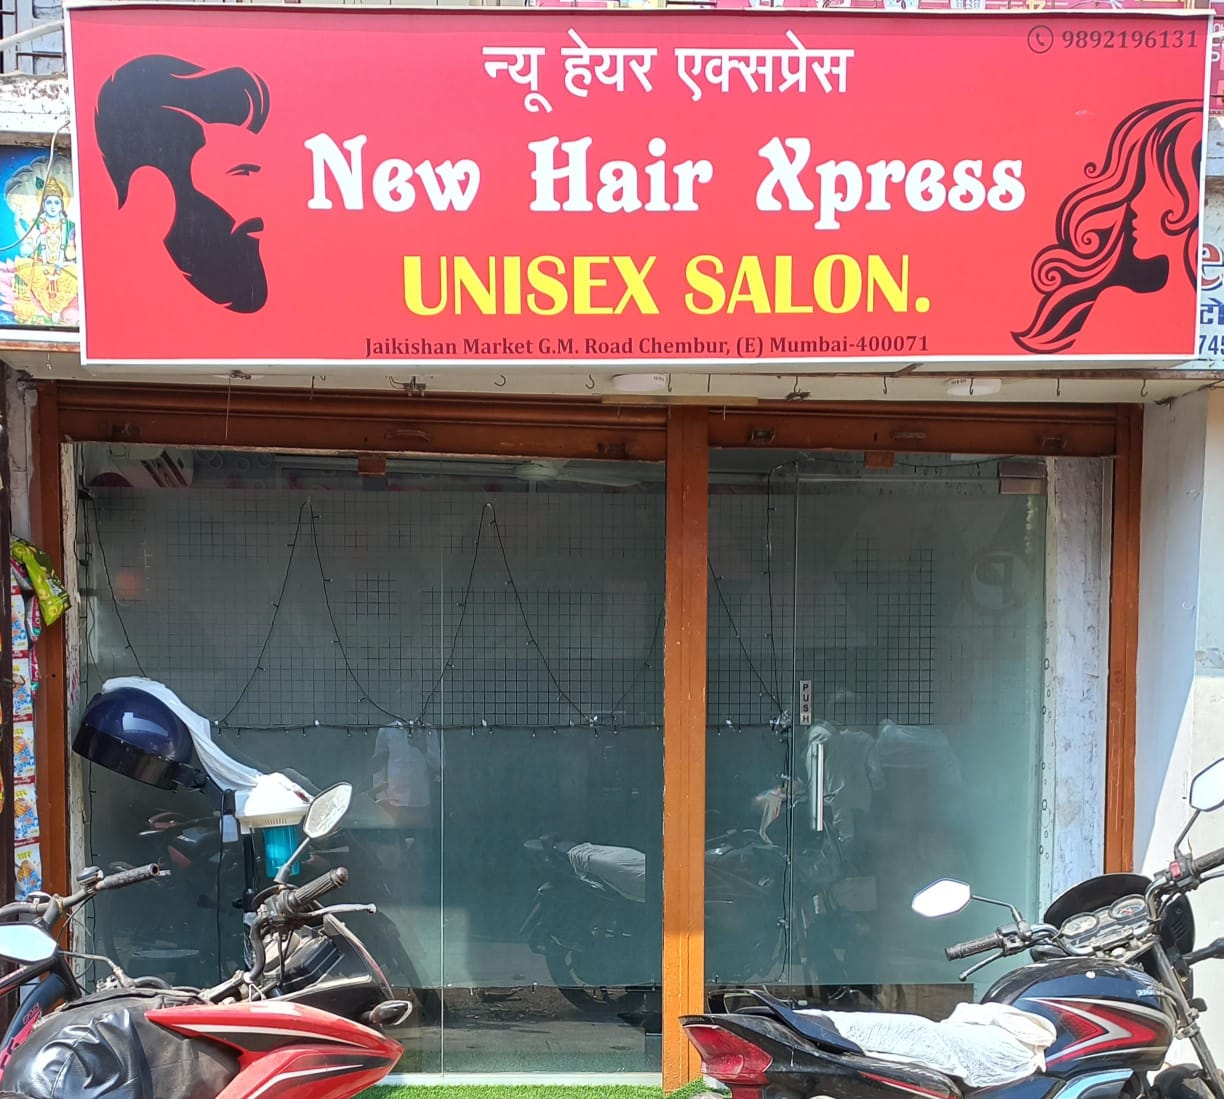 9892196131
न्यू हेयर एक्सप्रेस
New Hair Xpress
UNISEX SALON.
Jaikishan Market G.M. Road Chembur, (E) Mumbai-400071
PUSH